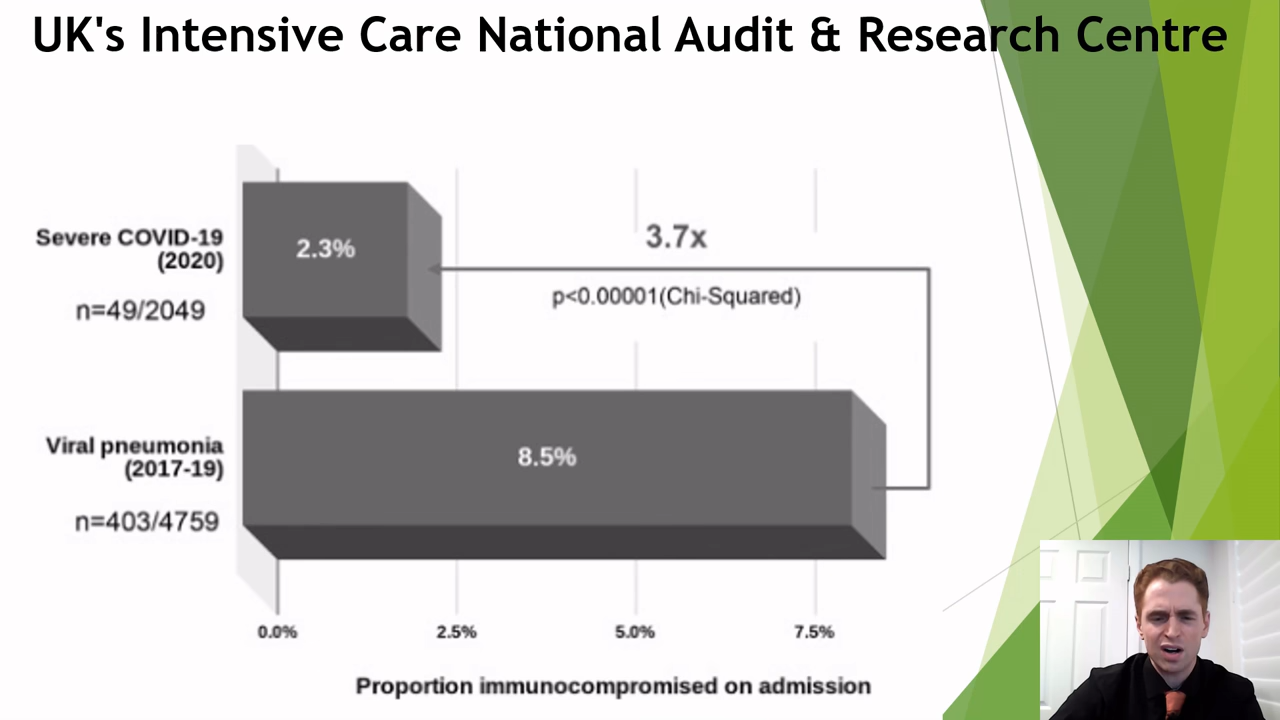 UK's Intensive Care National Audit & Research Centre
Severe COVID-19
(2020)
2.3%
n=49/2049
3.7x
p<0.00001(Chi-Squared)
Viral pneumonia
(2017-19)
8.5%
n=403/4759
0.0% 2.5% 5.0% 7.5%
Proportion immunocompromised on admission